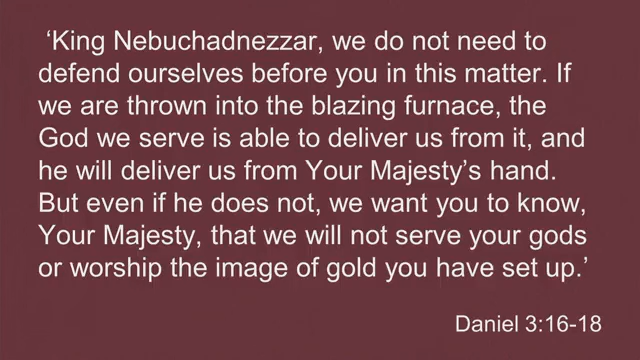 ‘King Nebuchadnezzar, we do not need to
defend ourselves before you in this matter. If
we are thrown into the blazing furnace, the
God we serve is able to deliver us from it, and
he will deliver us from Your Majesty’s hand.
But even if he does not, we want you to know,
Your Majesty, that we will not serve your gods
or worship the image of gold you have set up.’
Daniel 3:16-18